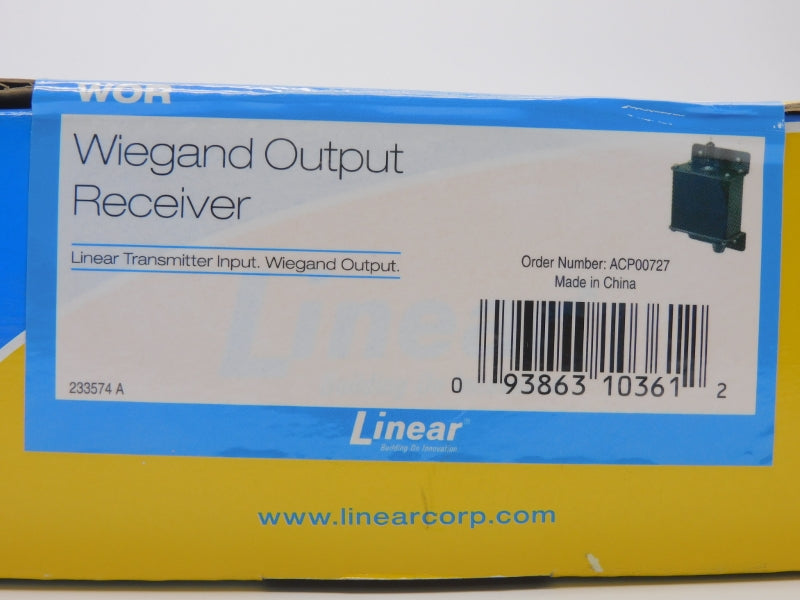 WOR
Wiegand Output
Receiver
Linear Transmitter Input. Wiegand Output.
Order Number: ACP00727
Made in China
0 93863 10361 2
233574 A
Linear®
Building On Innovation.
www.linearcorp.com